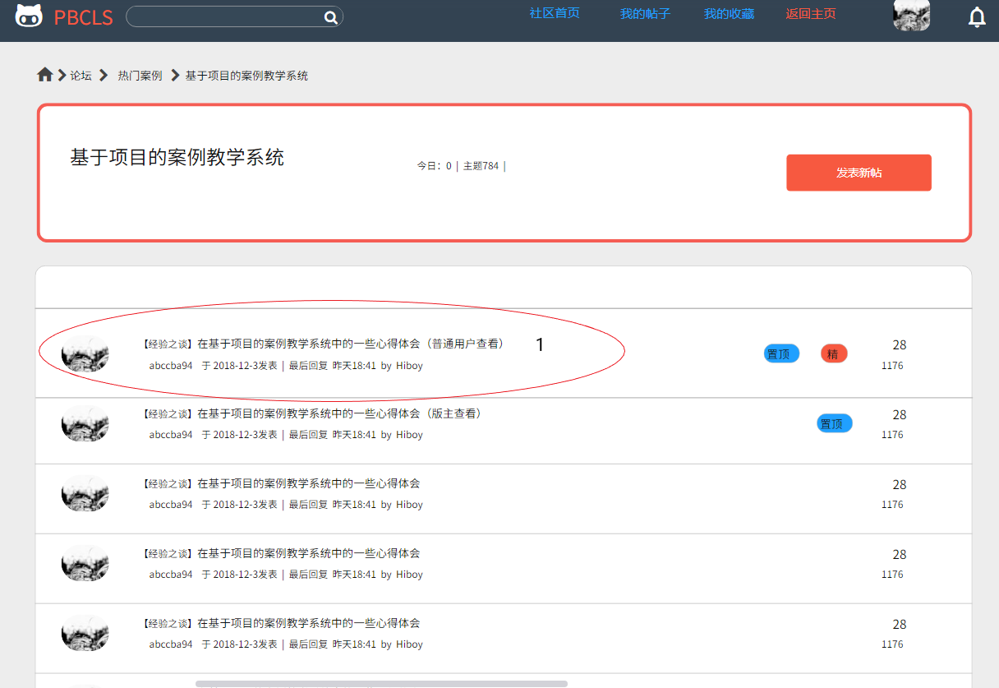 PBCLS
社区首页 我的帖子 我的收藏 返回主页
论坛 热门案例 基于项目的案例教学系统
基于项目的案例教学系统
今日：0 | 主题784 |
发表新帖
【经验之谈】在基于项目的案例教学系统中的一些心得体会（普通用户查看） 1
置顶 精 28
abccba94 于 2018-12-3发表 | 最后回复 昨天18:41 by Hiboy 1176
【经验之谈】在基于项目的案例教学系统中的一些心得体会（版主查看） 28
置顶
abccba94 于 2018-12-3发表 | 最后回复 昨天18:41 by Hiboy 1176
【经验之谈】在基于项目的案例教学系统中的一些心得体会 28
abccba94 于 2018-12-3发表 | 最后回复 昨天18:41 by Hiboy 1176
【经验之谈】在基于项目的案例教学系统中的一些心得体会 28
abccba94 于 2018-12-3发表 | 最后回复 昨天18:41 by Hiboy 1176
【经验之谈】在基于项目的案例教学系统中的一些心得体会 28
abccba94 于 2018-12-3发表 | 最后回复 昨天18:41 by Hiboy 1176